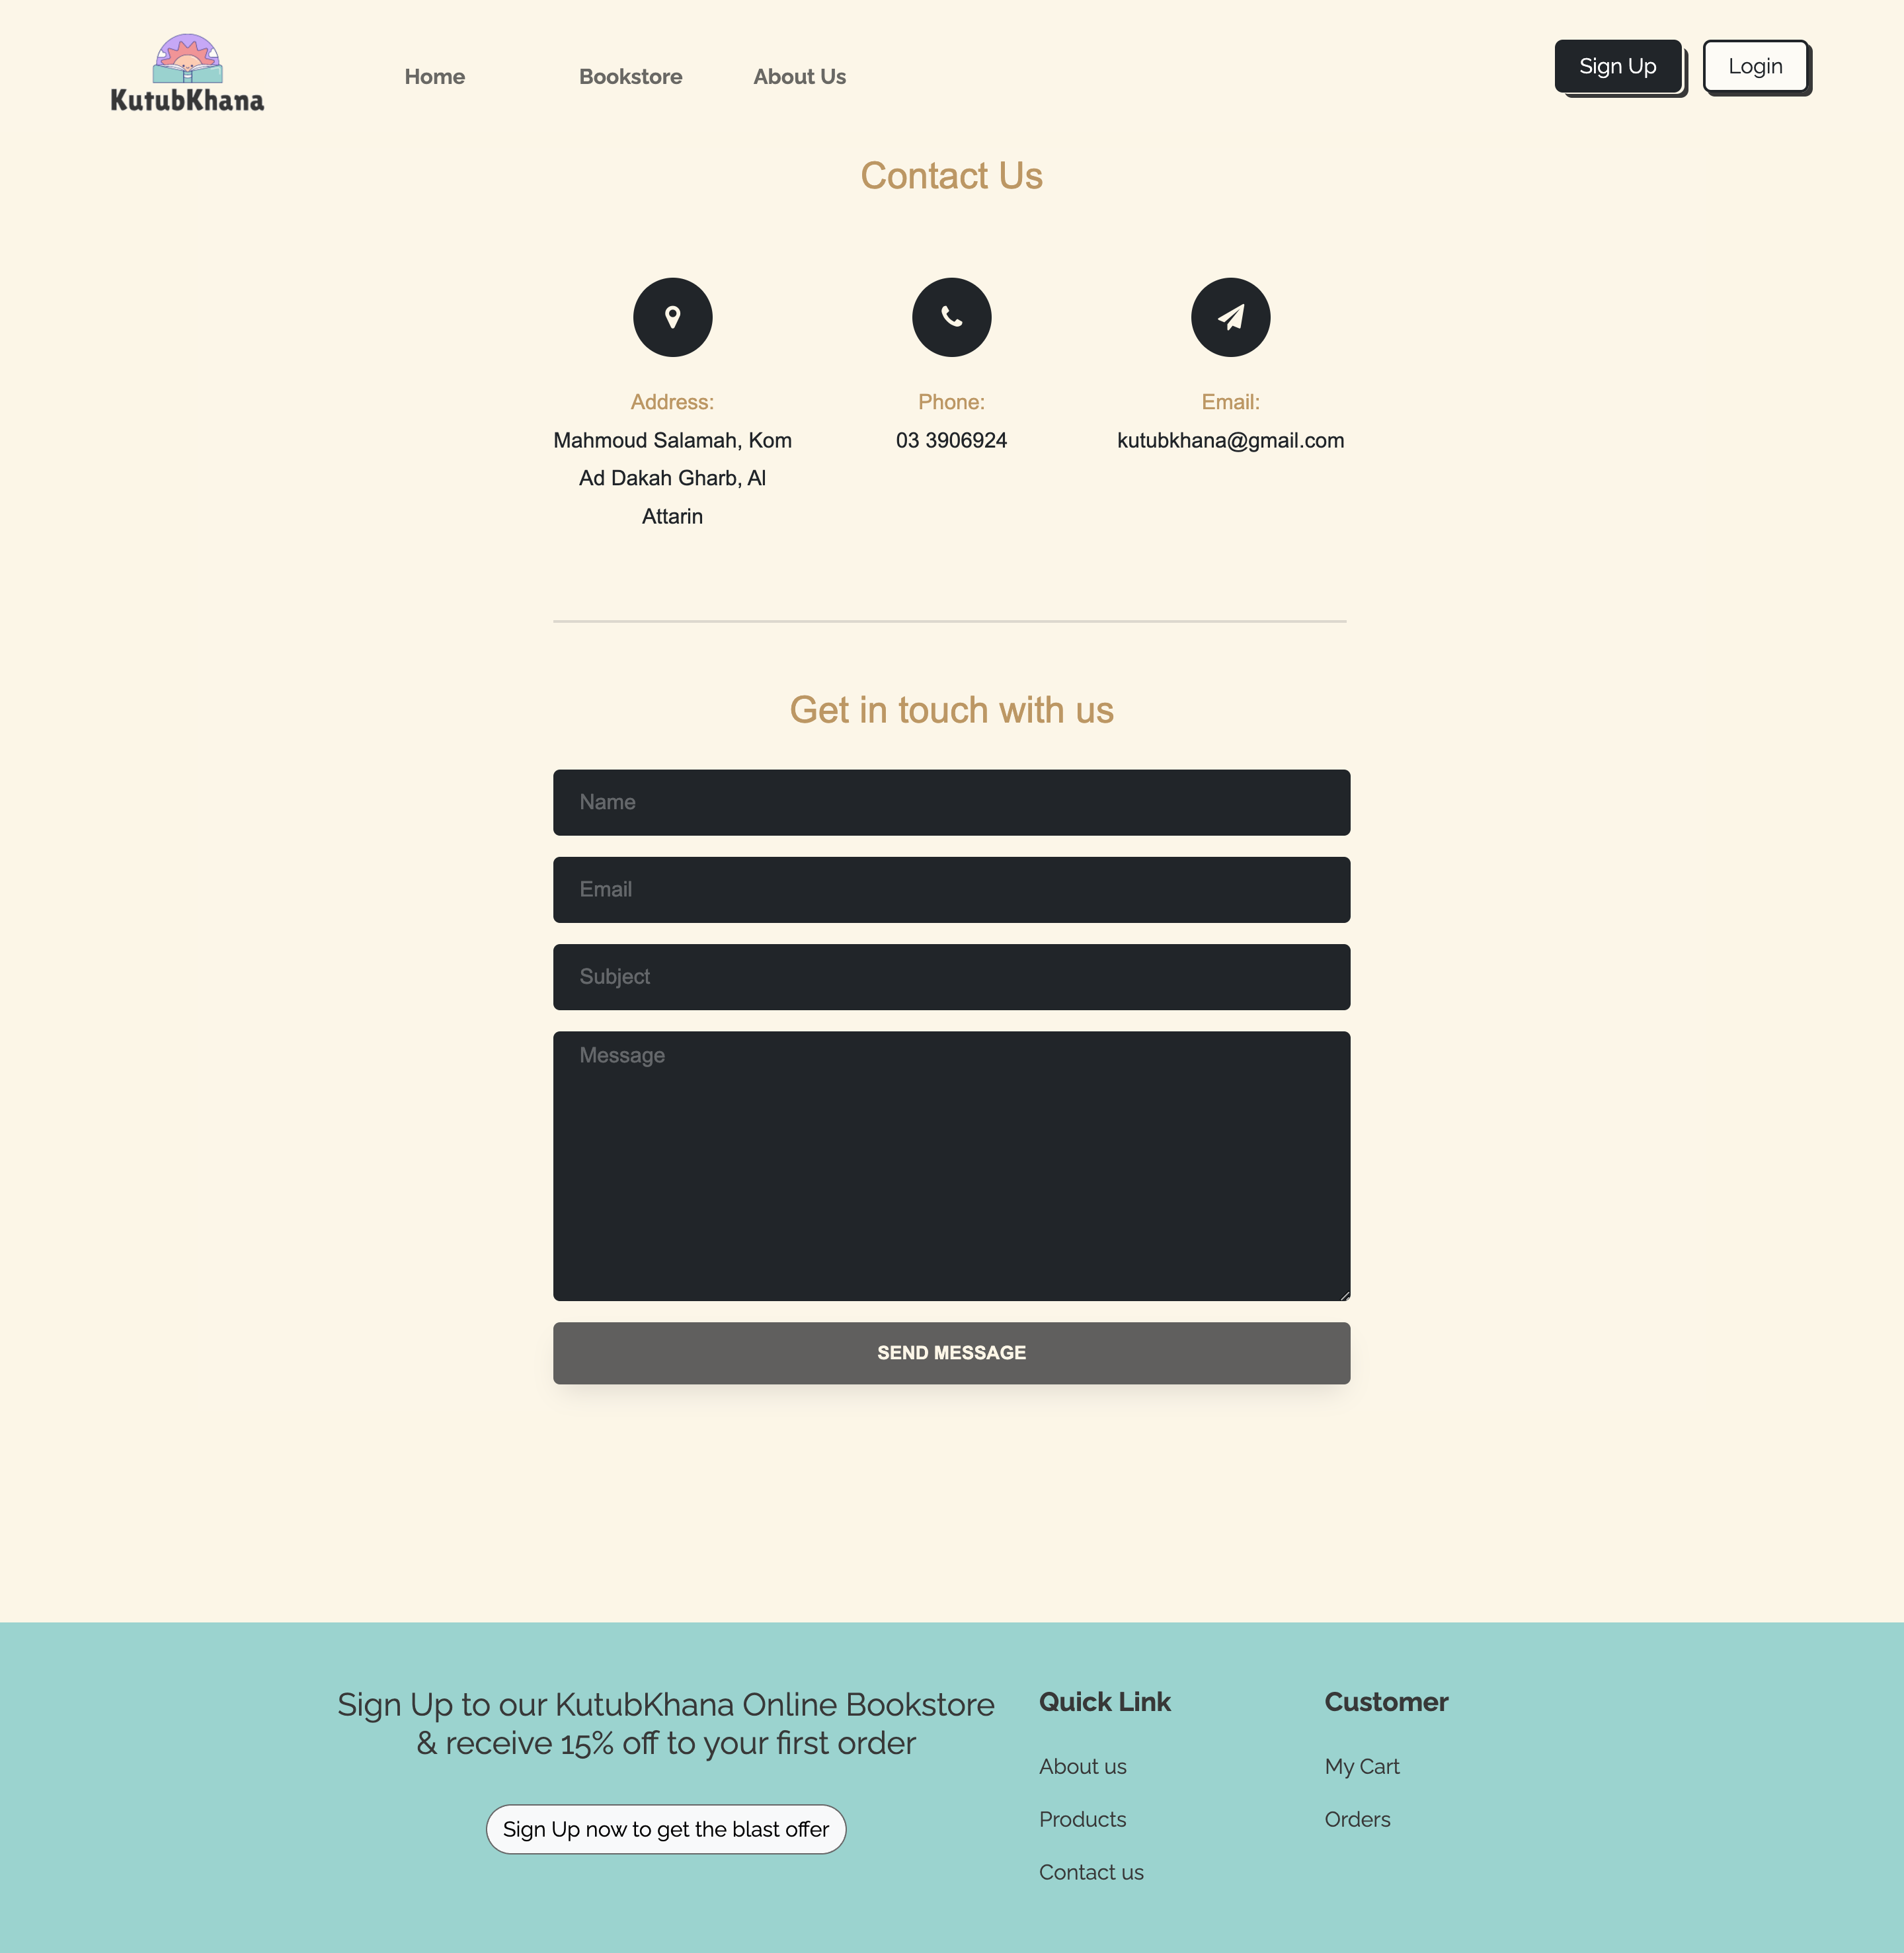 KutubKhana
Home
Bookstore
About Us
Sign Up
Login
Contact Us
Address:
Mahmoud Salamah, Kom
Ad Dakah Gharb, Al
Attarin
Phone:
03 3906924
Email:
kutubkhana@gmail.com
Get in touch with us
Name
Email
Subject
Message
SEND MESSAGE
Sign Up to our KutubKhana Online Bookstore
& receive 15% off to your first order
Sign Up now to get the blast offer
Quick Link
About us
Products
Contact us
Customer
My Cart
Orders